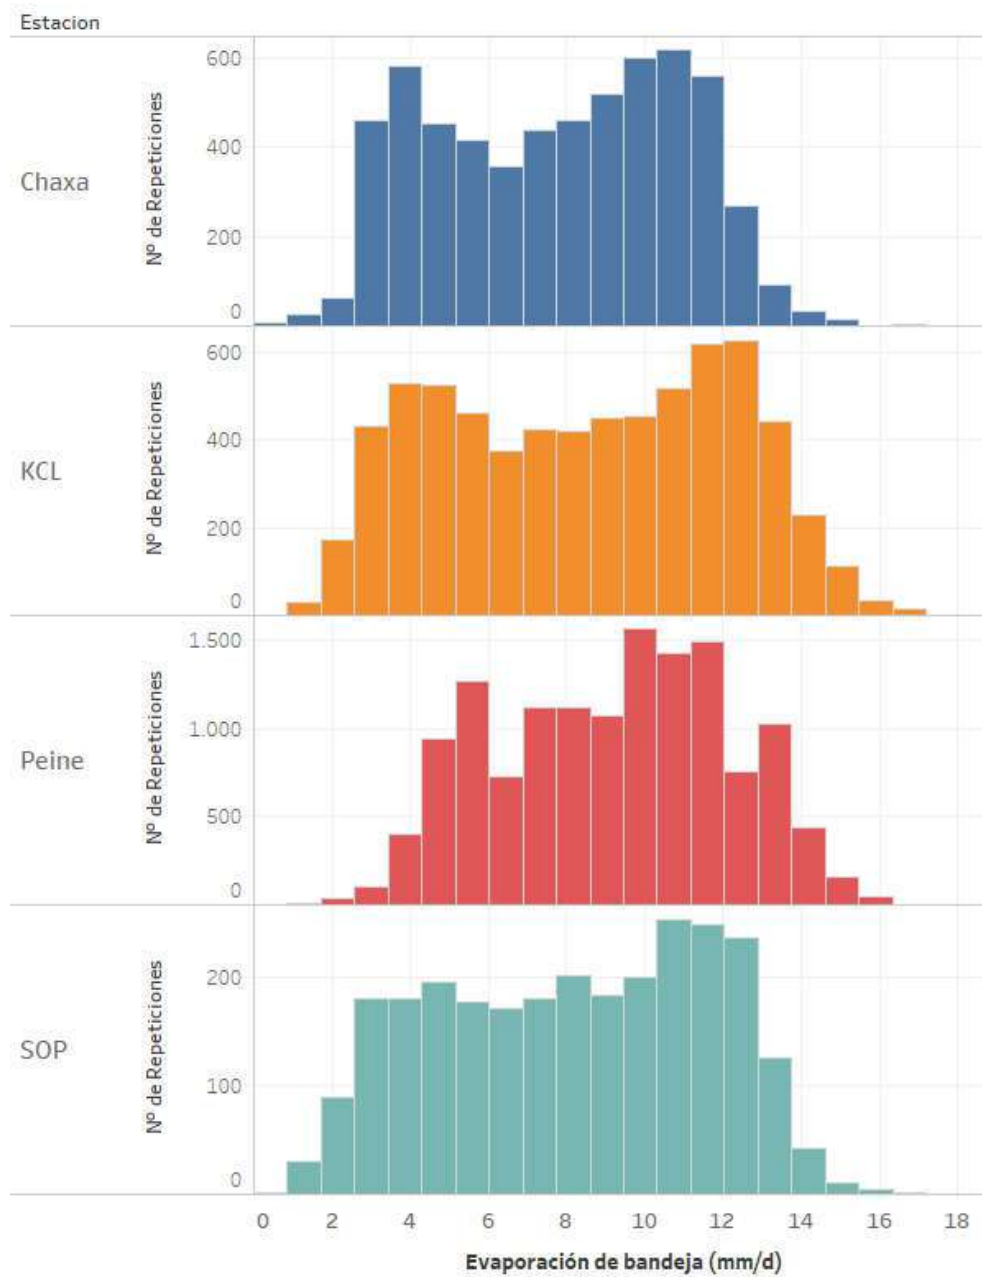 Estacion
Chaxa
Nº de Repeticiones
600
400
200
0
KCL
Nº de Repeticiones
600
400
200
0
Peine
Nº de Repeticiones
1.500
1.000
500
0
SOP
Nº de Repeticiones
200
100
0
0 2 4 6 8 10 12 14 16 18
Evaporación de bandeja (mm/d)